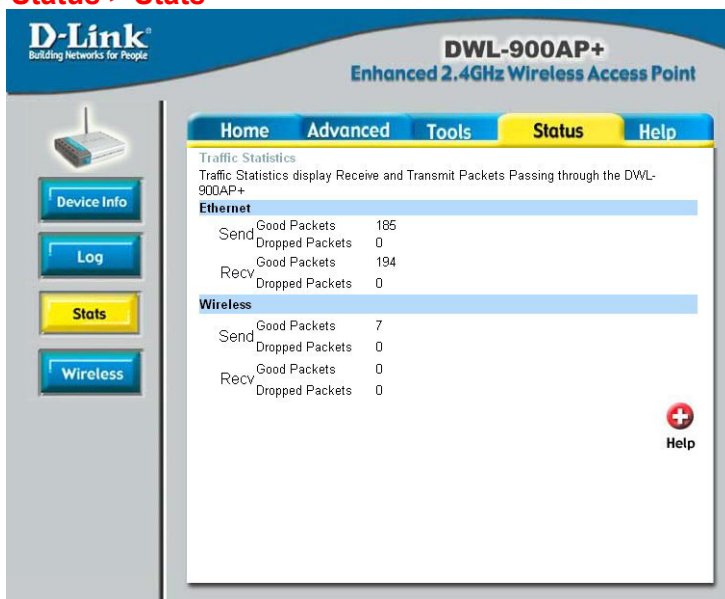 Status > Stats
D-Link®
Building Networks for People
DWL-900AP+
Enhanced 2.4GHz Wireless Access Point
Home Advanced Tools Status Help
Traffic Statistics
Traffic Statistics display Receive and Transmit Packets Passing through the DWL-
900AP+
Device Info
Ethernet
Send Good Packets 185
Dropped Packets 0
Log
Recv Good Packets 194
Dropped Packets 0
Wireless
Stats
Send Good Packets 7
Dropped Packets 0
Wireless
Recv Good Packets 0
Dropped Packets 0
Help